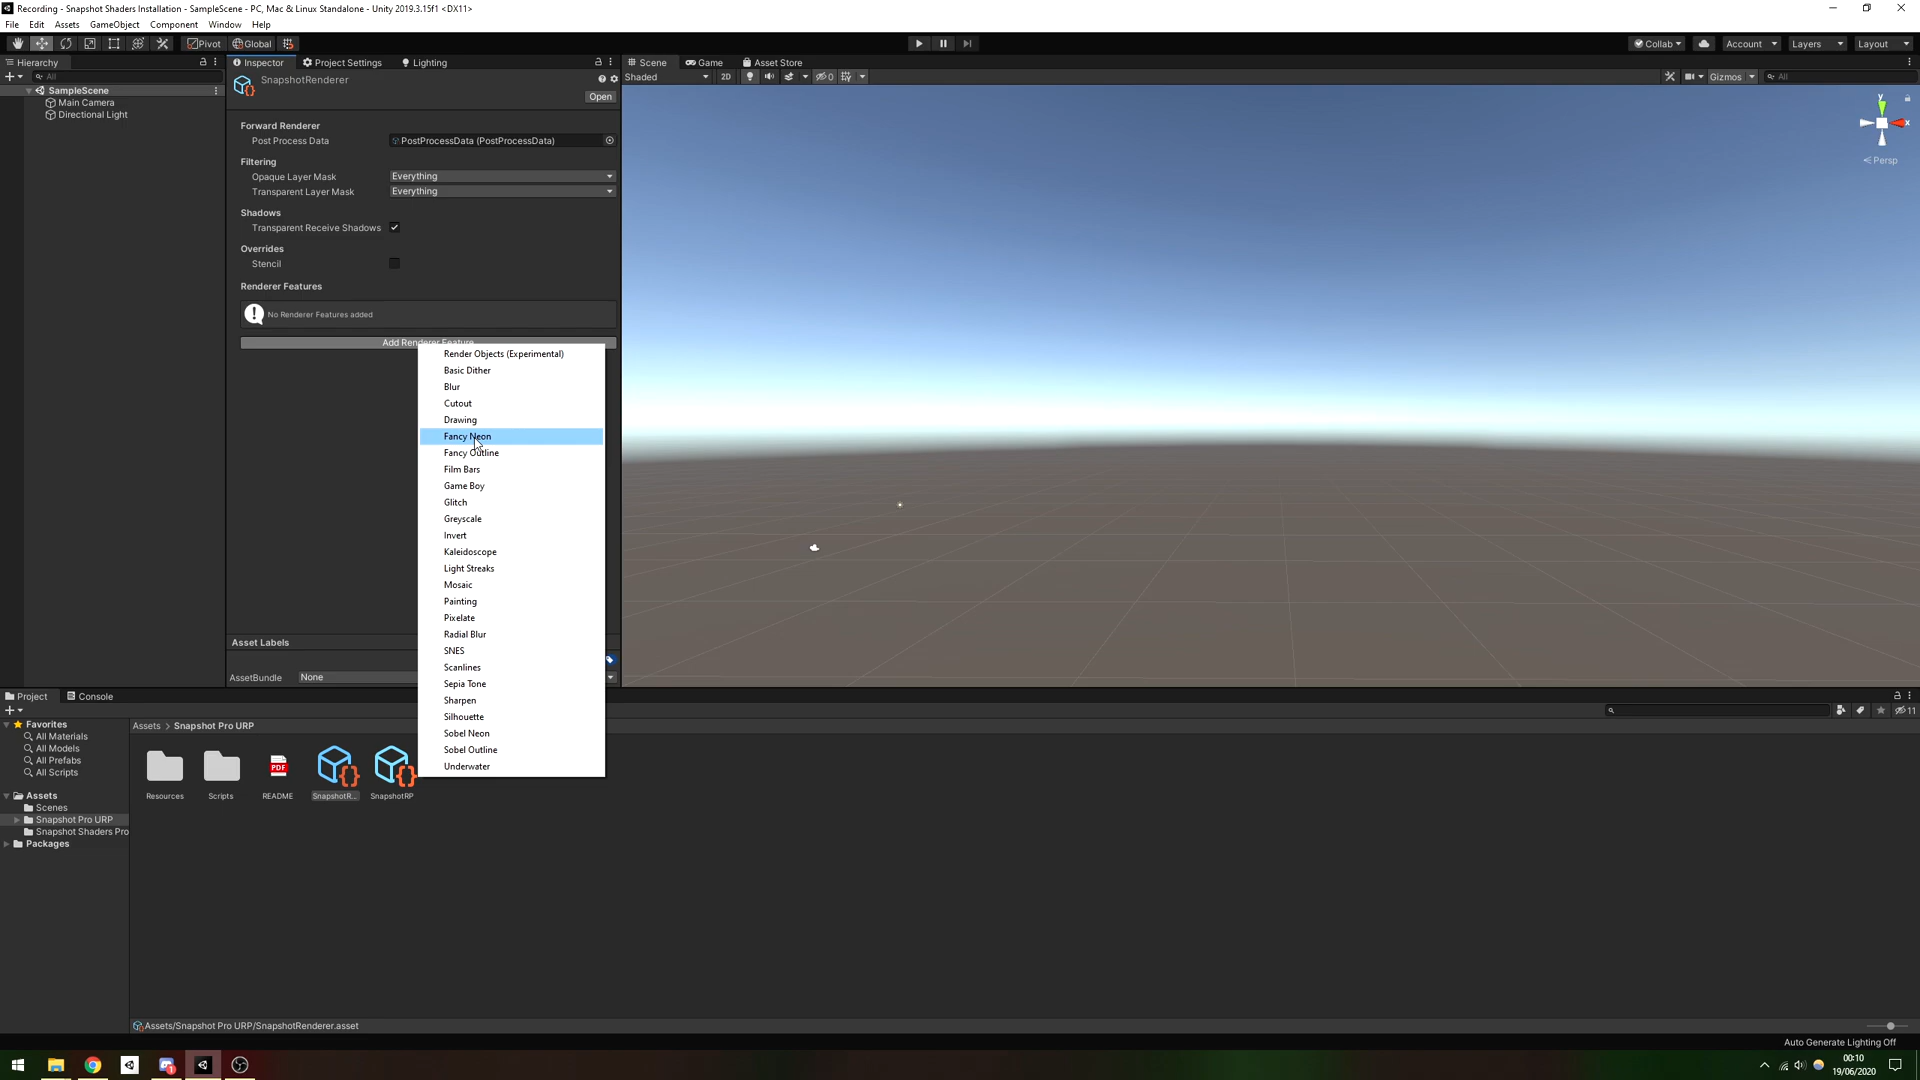 Recording - Snapshot Shaders Installation - SampleScene - PC, Mac & Linux Standalone - Unity 2019.3.15f1 <DX11>
File Edit Assets GameObject Component Window Help
Pivot Global Collab Account Layers Layout
Hierarchy
All
SampleScene
Main Camera
Directional Light
Inspector Project Settings Lighting
SnapshotRenderer
Open
Forward Renderer
Post Process Data PostProcessData (PostProcessData)
Filtering
Opaque Layer Mask Everything
Transparent Layer Mask Everything
Shadows
Transparent Receive Shadows
Overrides
Stencil
Renderer Features
No Renderer Features added
Add Renderer Feature
Render Objects (Experimental)
Basic Dither
Blur
Cutout
Drawing
Fancy Neon
Fancy Outline
Film Bars
Game Boy
Glitch
Greyscale
Invert
Kaleidoscope
Light Streaks
Mosaic
Painting
Pixelate
Radial Blur
SNES
Scanlines
Sepia Tone
Sharpen
Silhouette
Sobel Neon
Sobel Outline
Underwater
Asset Labels
AssetBundle None
Scene Game Asset Store
Shaded 2D 0 Gizmos All
y
x
Persp
Project Console
11
Favorites
All Materials
All Models
All Prefabs
All Scripts
Assets
Scenes
Snapshot Pro URP
Snapshot Shaders Pro
Packages
Assets > Snapshot Pro URP
PDF
Resources Scripts README SnapshotR... SnapshotRP
Assets/Snapshot Pro URP/SnapshotRenderer.asset
Auto Generate Lighting Off
1
00:10
19/06/2020